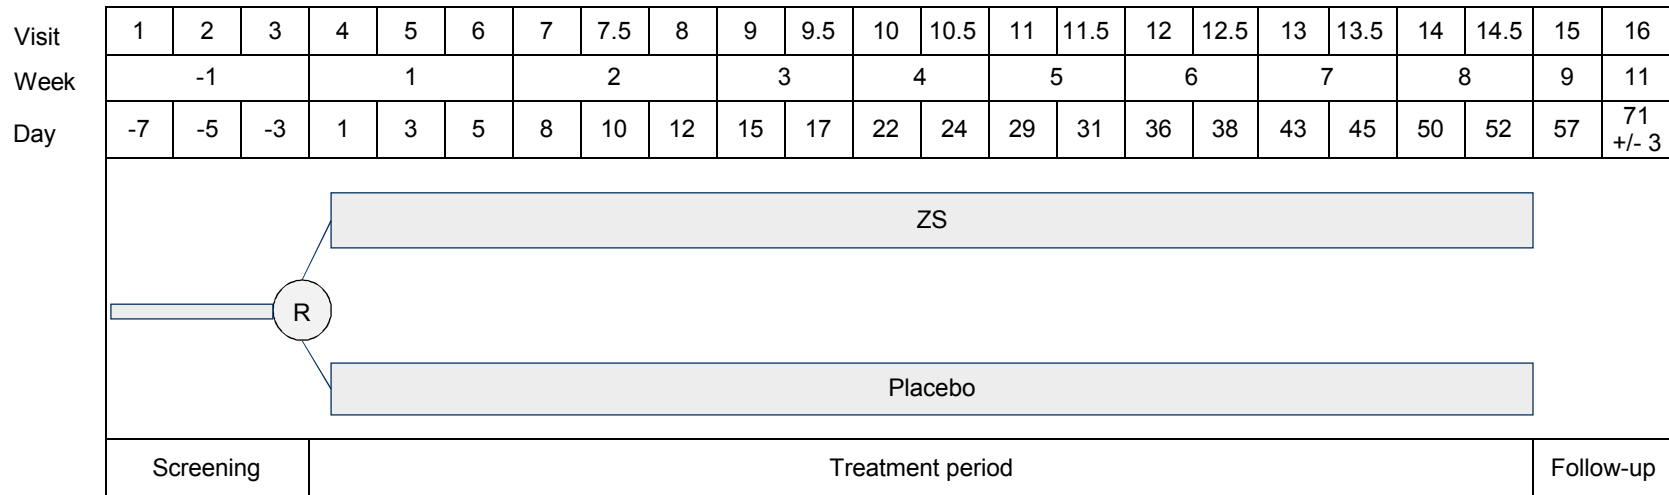 Visit 1 2 3 4 5 6 7 7.5 8 9 9.5 10 10.5 11 11.5 12 12.5 13 13.5 14 14.5 15 16
Week -1 1 2 3 4 5 6 7 8 9 11
Day -7 -5 -3 1 3 5 8 10 12 15 17 22 24 29 31 36 38 43 45 50 52 57 71
+/- 3
ZS
R
Placebo
Screening Treatment period Follow-up